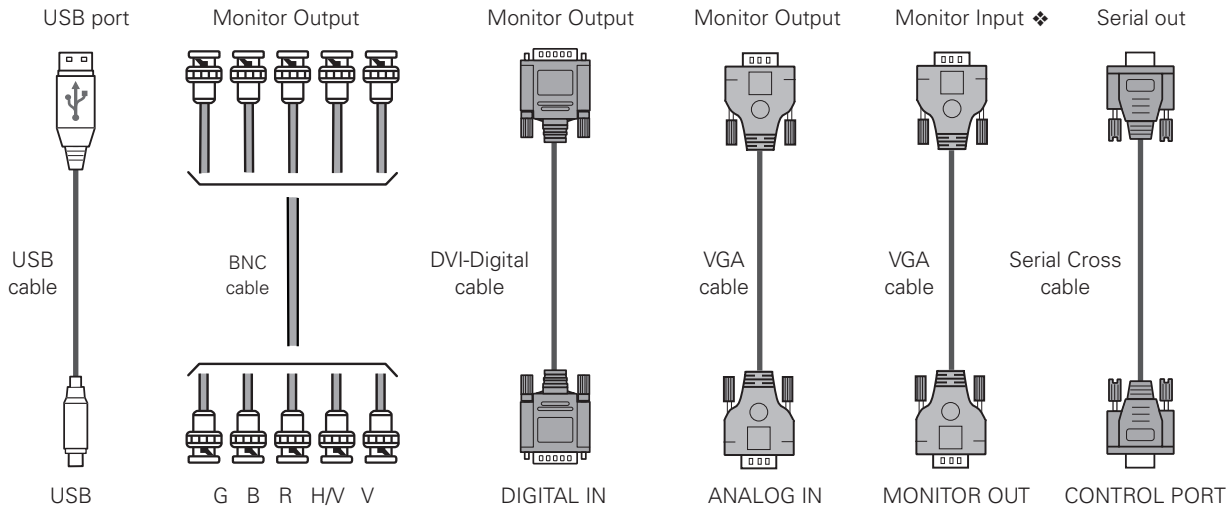 USB port
Monitor Output
Monitor Output
Monitor Output
Monitor Input ❖
Serial out
USB
cable
BNC
cable
DVI-Digital
cable
VGA
cable
VGA
cable
Serial Cross
cable
USB
G B R H/V V
DIGITAL IN
ANALOG IN
MONITOR OUT
CONTROL PORT